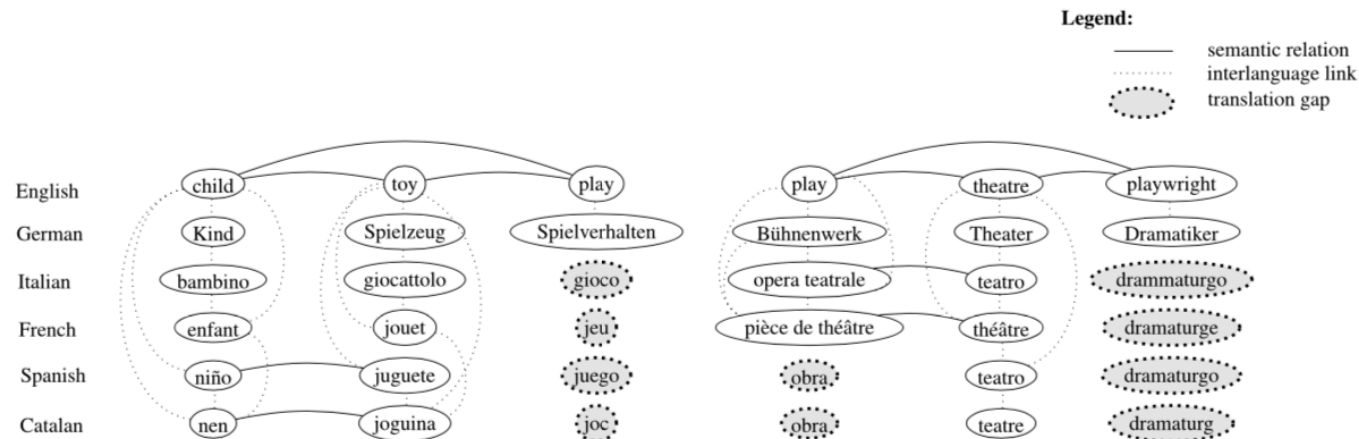 Legend:
semantic relation
interlanguage link
translation gap
English child toy play play theatre playwright
German Kind Spielzeug Spielverhalten Bühnenwerk Theater Dramatiker
Italian bambino giocattolo gioco opera teatrale teatro drammaturgo
French enfant jouet jeu pièce de théâtre théâtre dramaturge
Spanish niño juguete juego obra teatro dramaturgo
Catalan nen joguina joc obra teatre dramaturg